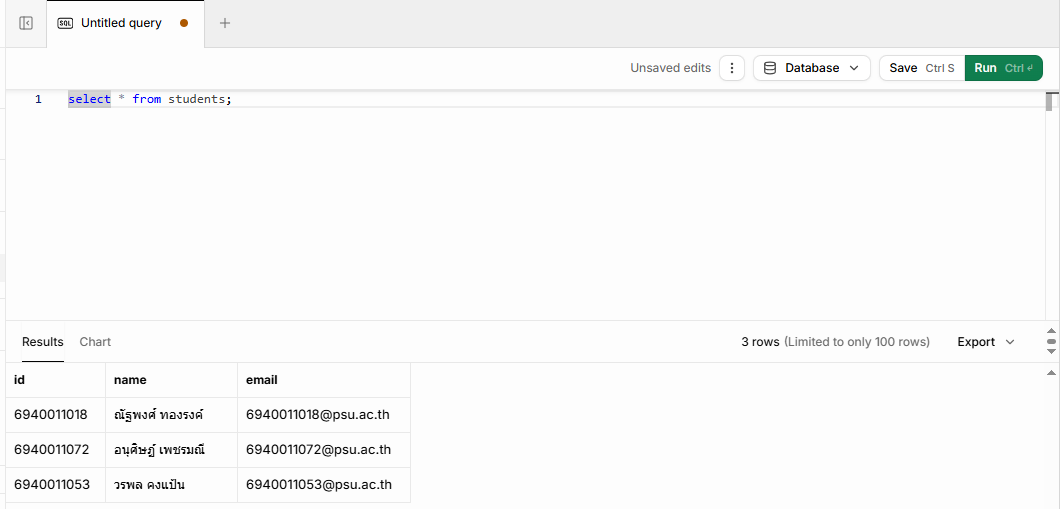 SQL Untitled query
Unsaved edits Database Save Ctrl S Run Ctrl ↵
1 select * from students;
Results Chart 3 rows (Limited to only 100 rows) Export
id name email
6940011018 ณัฐพงศ์ ทองรงค์ 6940011018@psu.ac.th
6940011072 อนุศิษฎ์ เพชรมณี 6940011072@psu.ac.th
6940011053 วรพล คงแป้น 6940011053@psu.ac.th